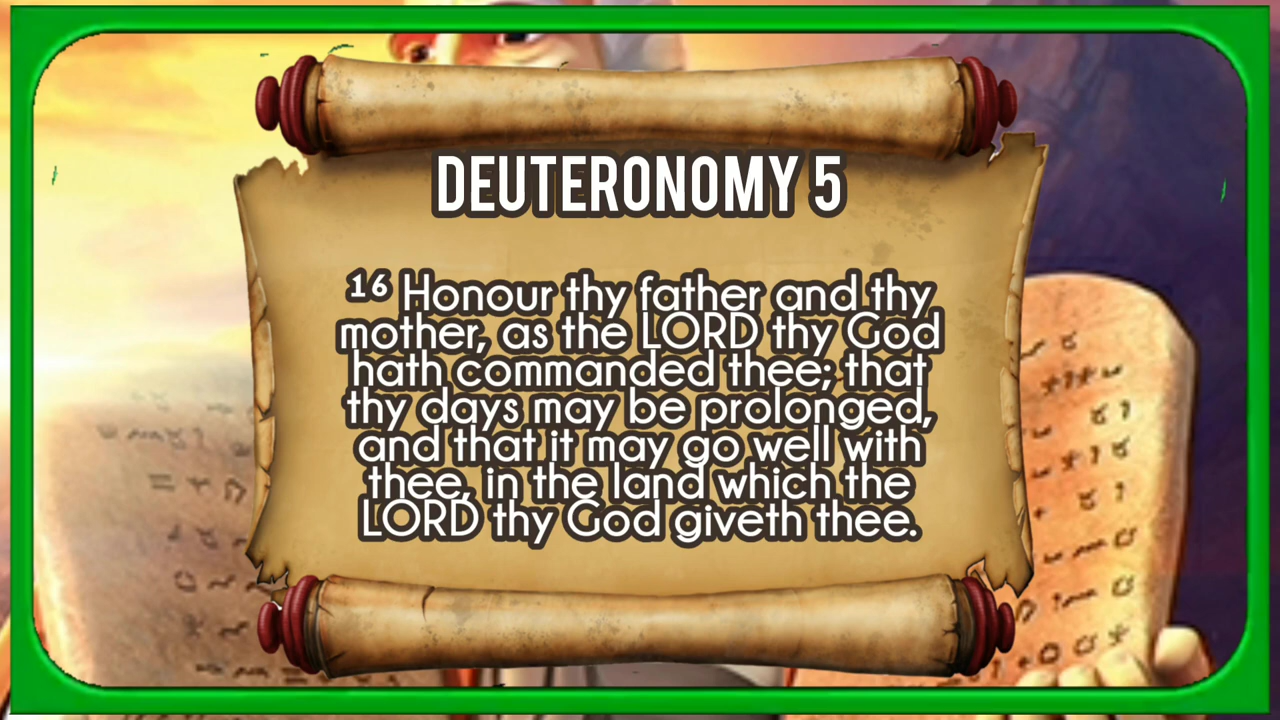 DEUTERONOMY 5
16 Honour thy father and thy
mother, as the LORD thy God
hath commanded thee; that
thy days may be prolonged,
and that it may go well with
thee, in the land which the
LORD thy God giveth thee.